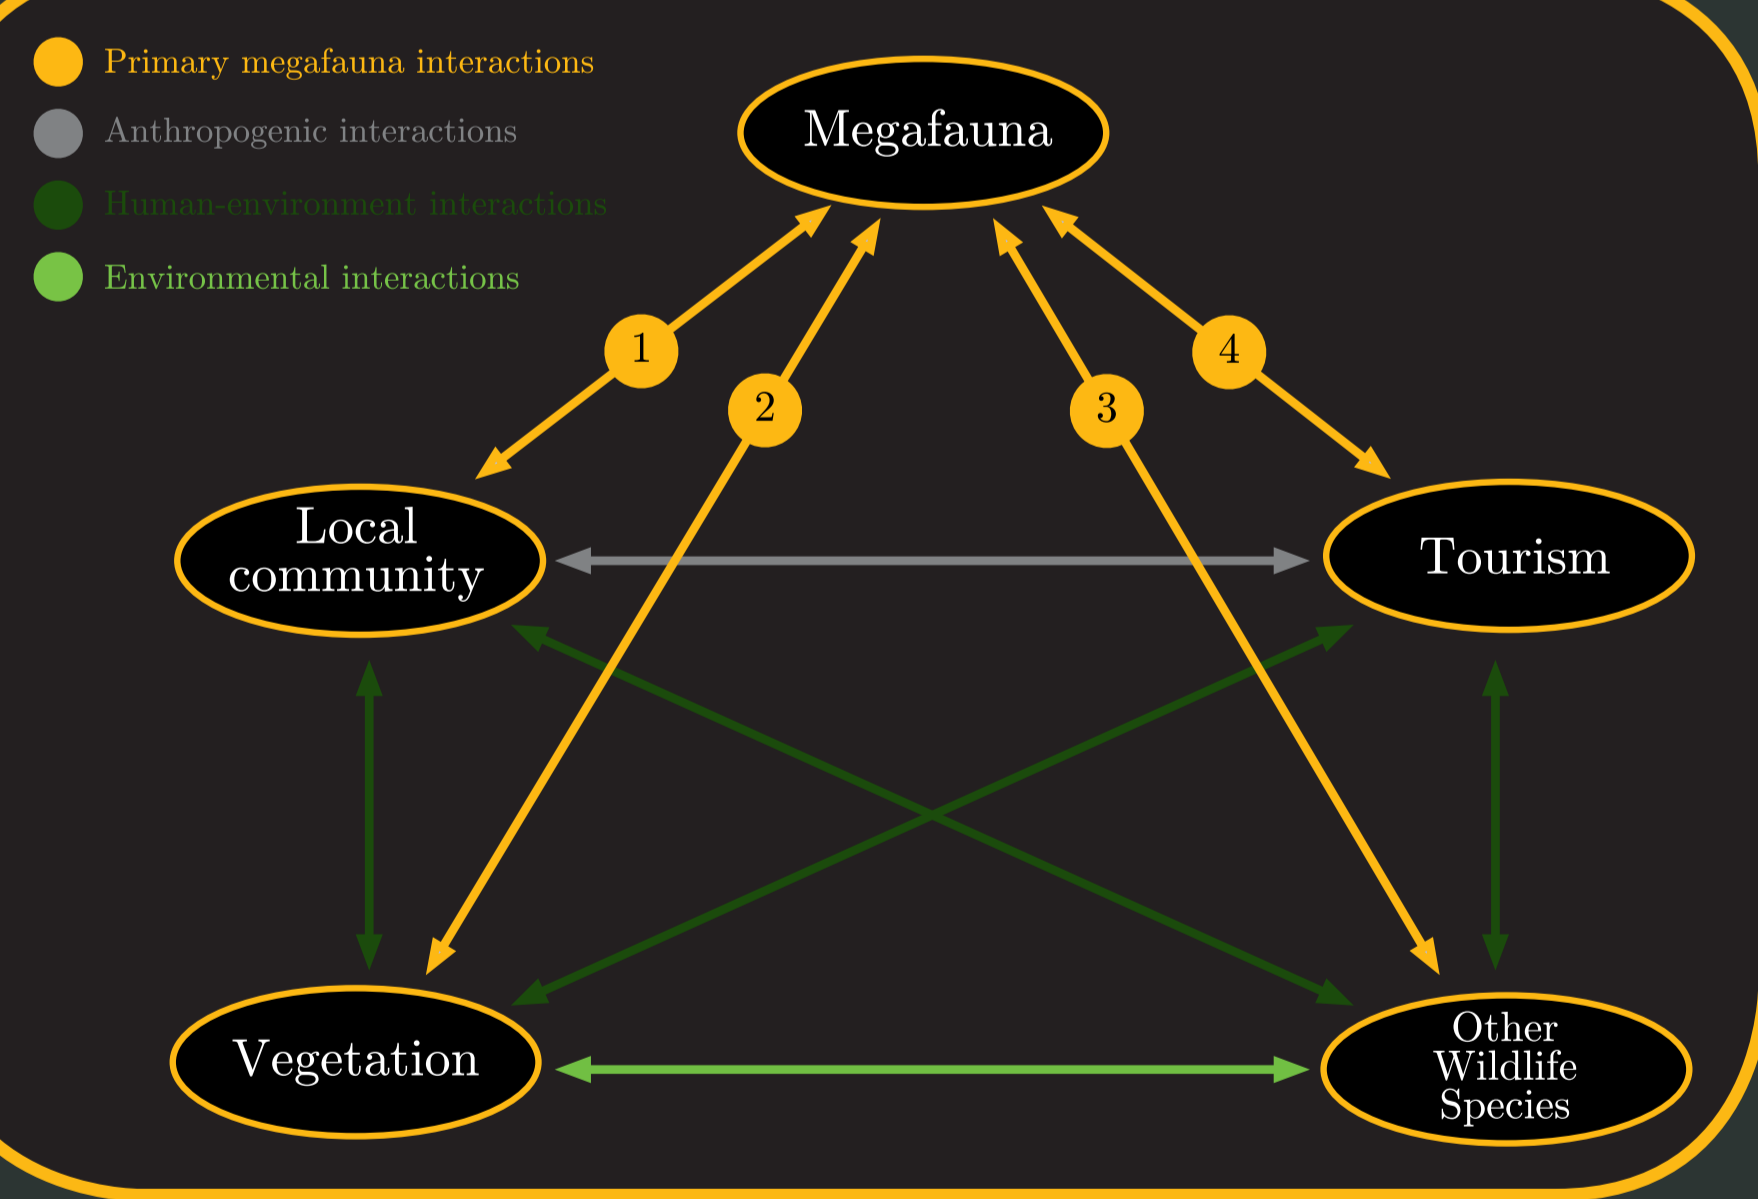 Primary megafauna interactions
Anthropogenic interactions
Human-environment interactions
Environmental interactions
Megafauna
1
4
2
3
Local
community
Tourism
Vegetation
Other
Wildlife
Species